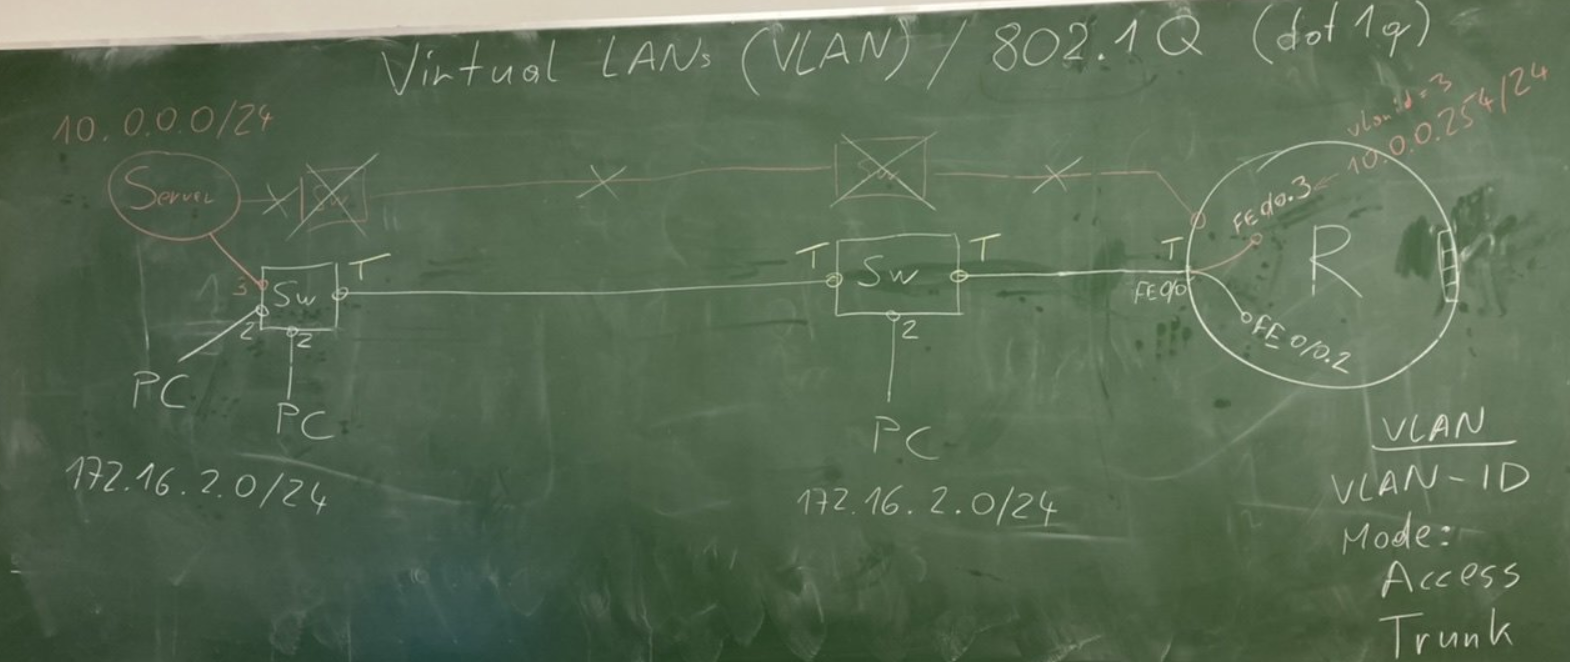 Virtual LANs (VLAN) / 802.1Q (dot1q)
vlan id = 3
10.0.0.254/24
10.0.0.0/24
Server
Sw
Sw
FE0/0.3
R
T
Sw
T
T
Sw
T
3
2
2
2
FE0/0
FE0/0.2
PC
PC
PC
172.16.2.0/24
172.16.2.0/24
VLAN
VLAN-ID
Mode:
Access
Trunk